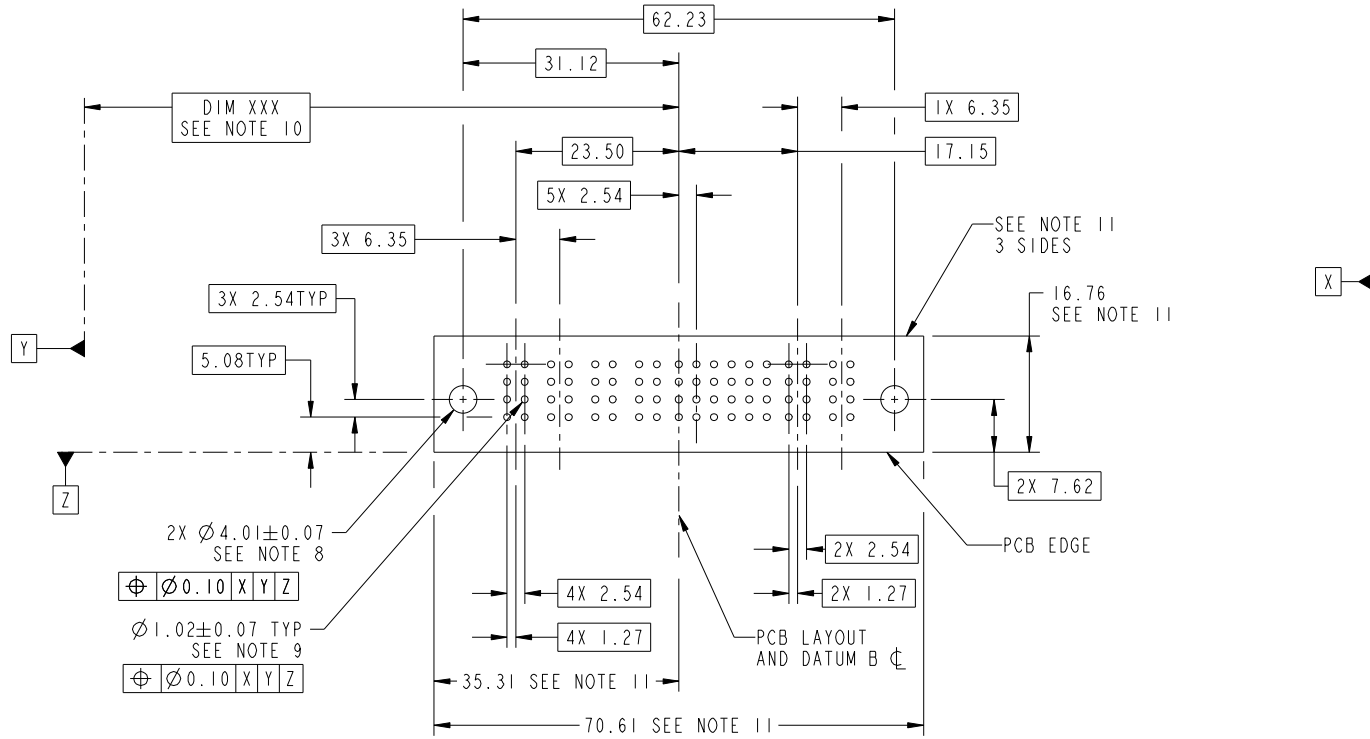 62.23
31.12
DIM XXX
SEE NOTE 10
1X 6.35
23.50
17.15
5X 2.54
3X 6.35
SEE NOTE 11
3 SIDES
X
3X 2.54TYP
16.76
SEE NOTE 11
Y
5.08TYP
Z
2X 7.62
2X Ø4.01±0.07
SEE NOTE 8
PCB EDGE
2X 2.54
⌖ Ø0.10 X Y Z
4X 2.54
2X 1.27
Ø1.02±0.07 TYP
SEE NOTE 9
4X 1.27
PCB LAYOUT
AND DATUM B ℄
⌖ Ø0.10 X Y Z
35.31 SEE NOTE 11
70.61 SEE NOTE 11